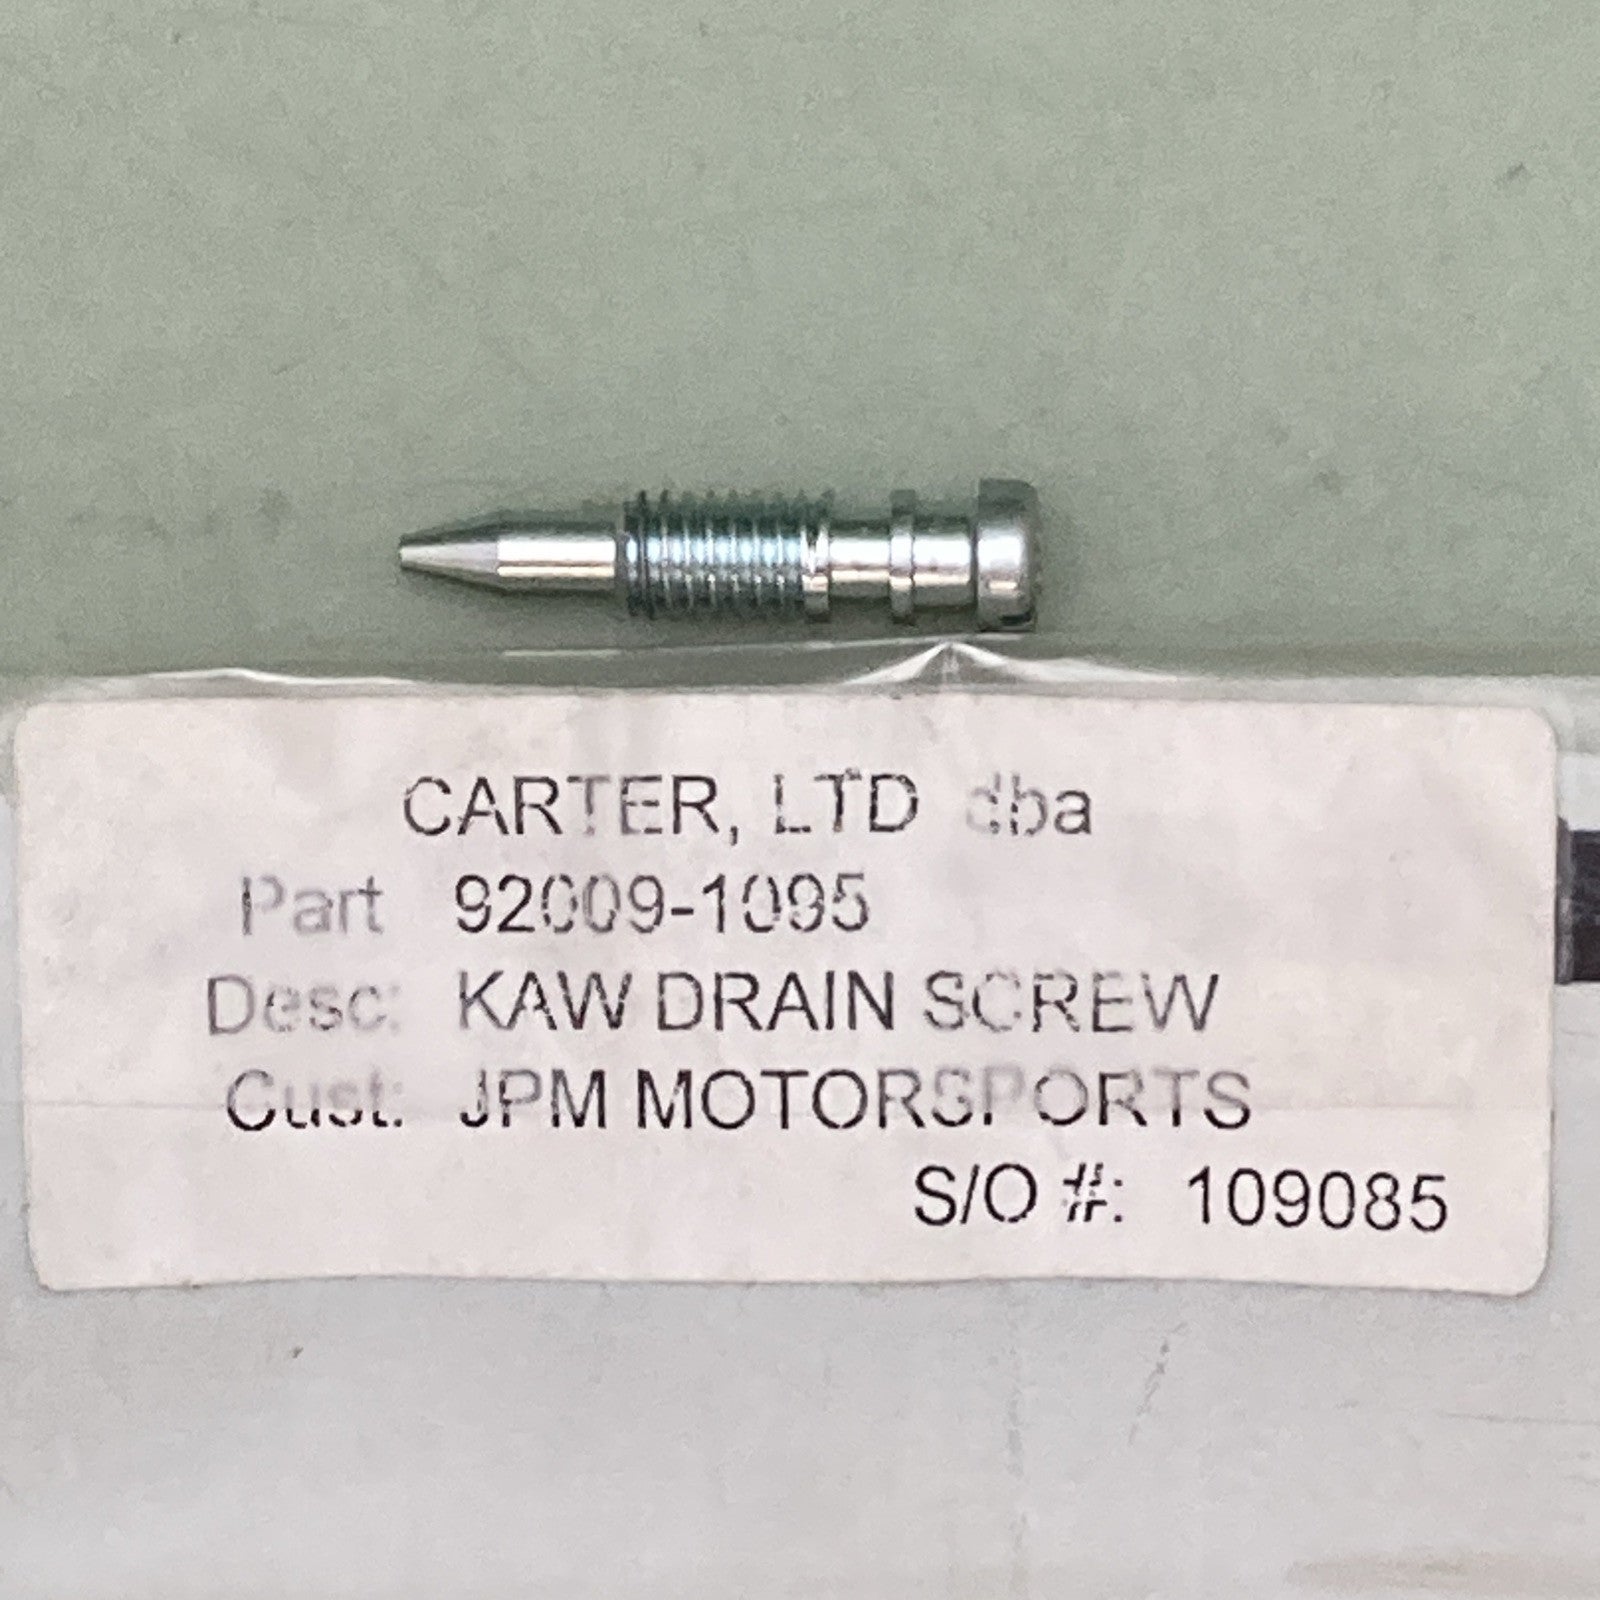 CARTER, LTD dba
Part 92009-1095
Desc: KAW DRAIN SCREW
Cust: JPM MOTORSPORTS
S/O #: 109085